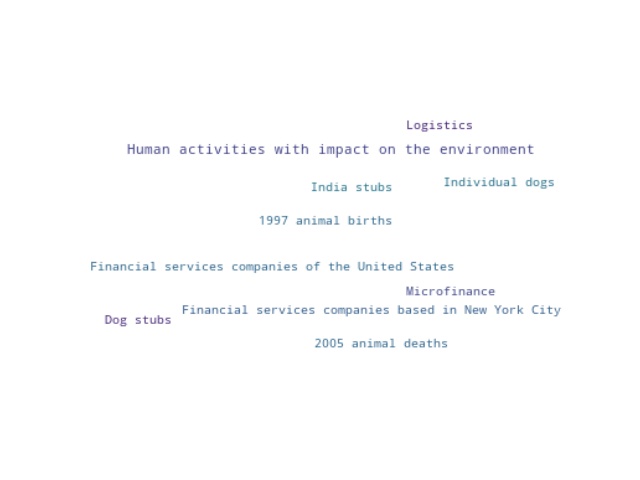 Logistics
Human activities with impact on the environment
Individual dogs
India stubs
1997 animal births
Financial services companies of the United States
Microfinance
Financial services companies based in New York City
Dog stubs
2005 animal deaths